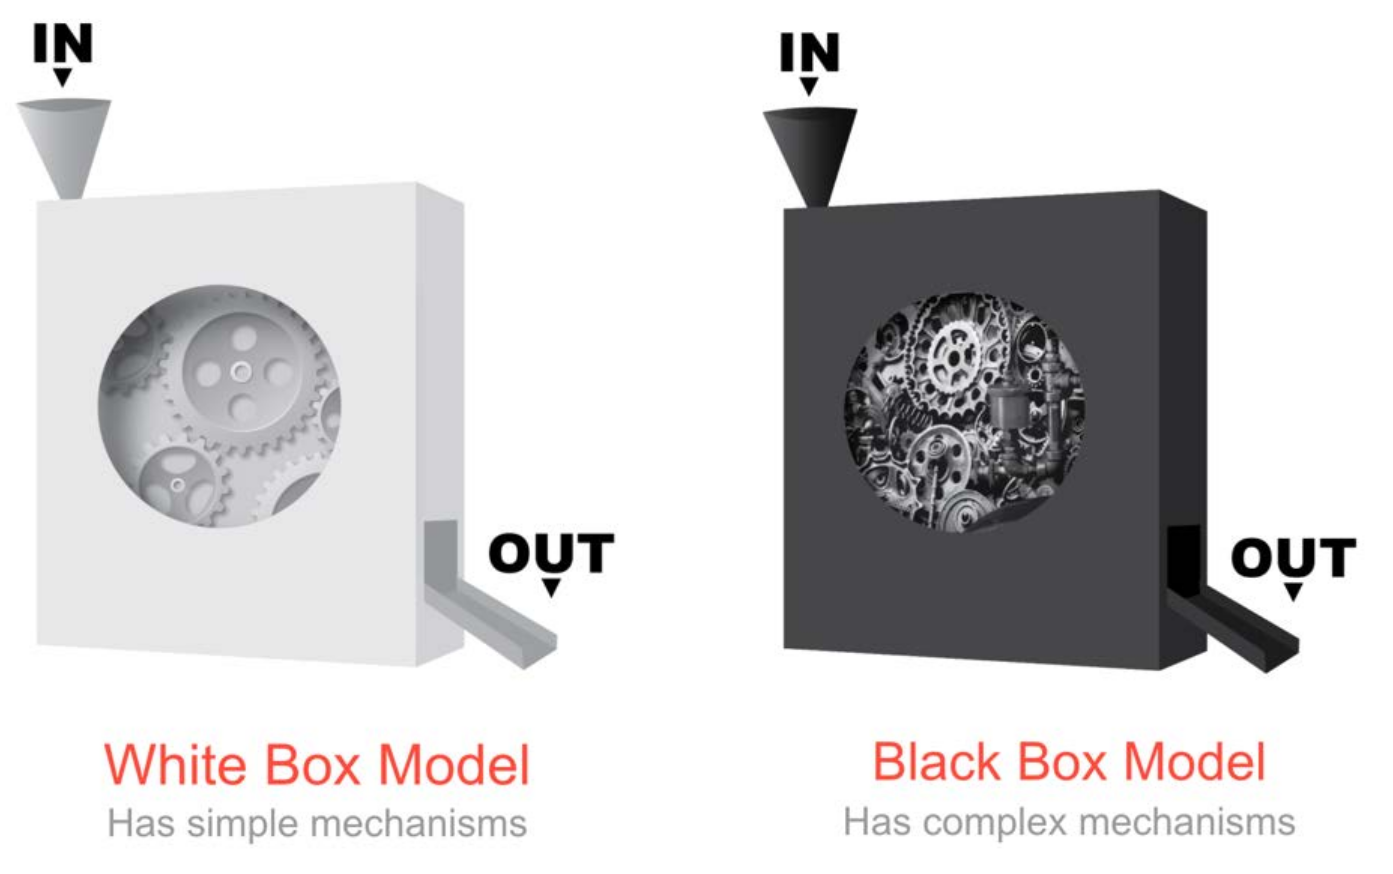 IN
OUT
White Box Model
Has simple mechanisms
IN
OUT
Black Box Model
Has complex mechanisms